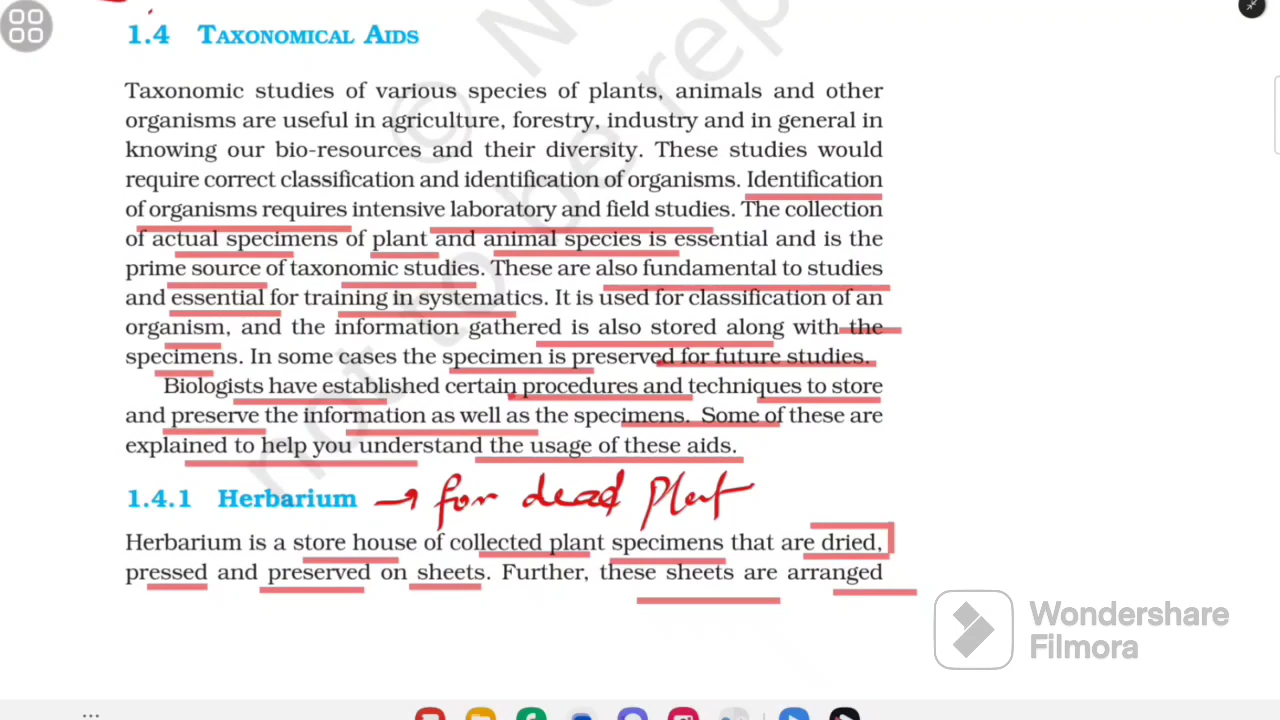 1.4 TAXONOMICAL AIDS
Taxonomic studies of various species of plants, animals and other
organisms are useful in agriculture, forestry, industry and in general in
knowing our bio-resources and their diversity. These studies would
require correct classification and identification of organisms. Identification
of organisms requires intensive laboratory and field studies. The collection
of actual specimens of plant and animal species is essential and is the
prime source of taxonomic studies. These are also fundamental to studies
and essential for training in systematics. It is used for classification of an
organism, and the information gathered is also stored along with the
specimens. In some cases the specimen is preserved for future studies.
Biologists have established certain procedures and techniques to store
and preserve the information as well as the specimens. Some of these are
explained to help you understand the usage of these aids.
1.4.1 Herbarium → for dead
Herbarium is a store house of collected plant specimens that are dried,
pressed and preserved on sheets. Further, these sheets are arranged
Wondershare
Filmora
not to be rep